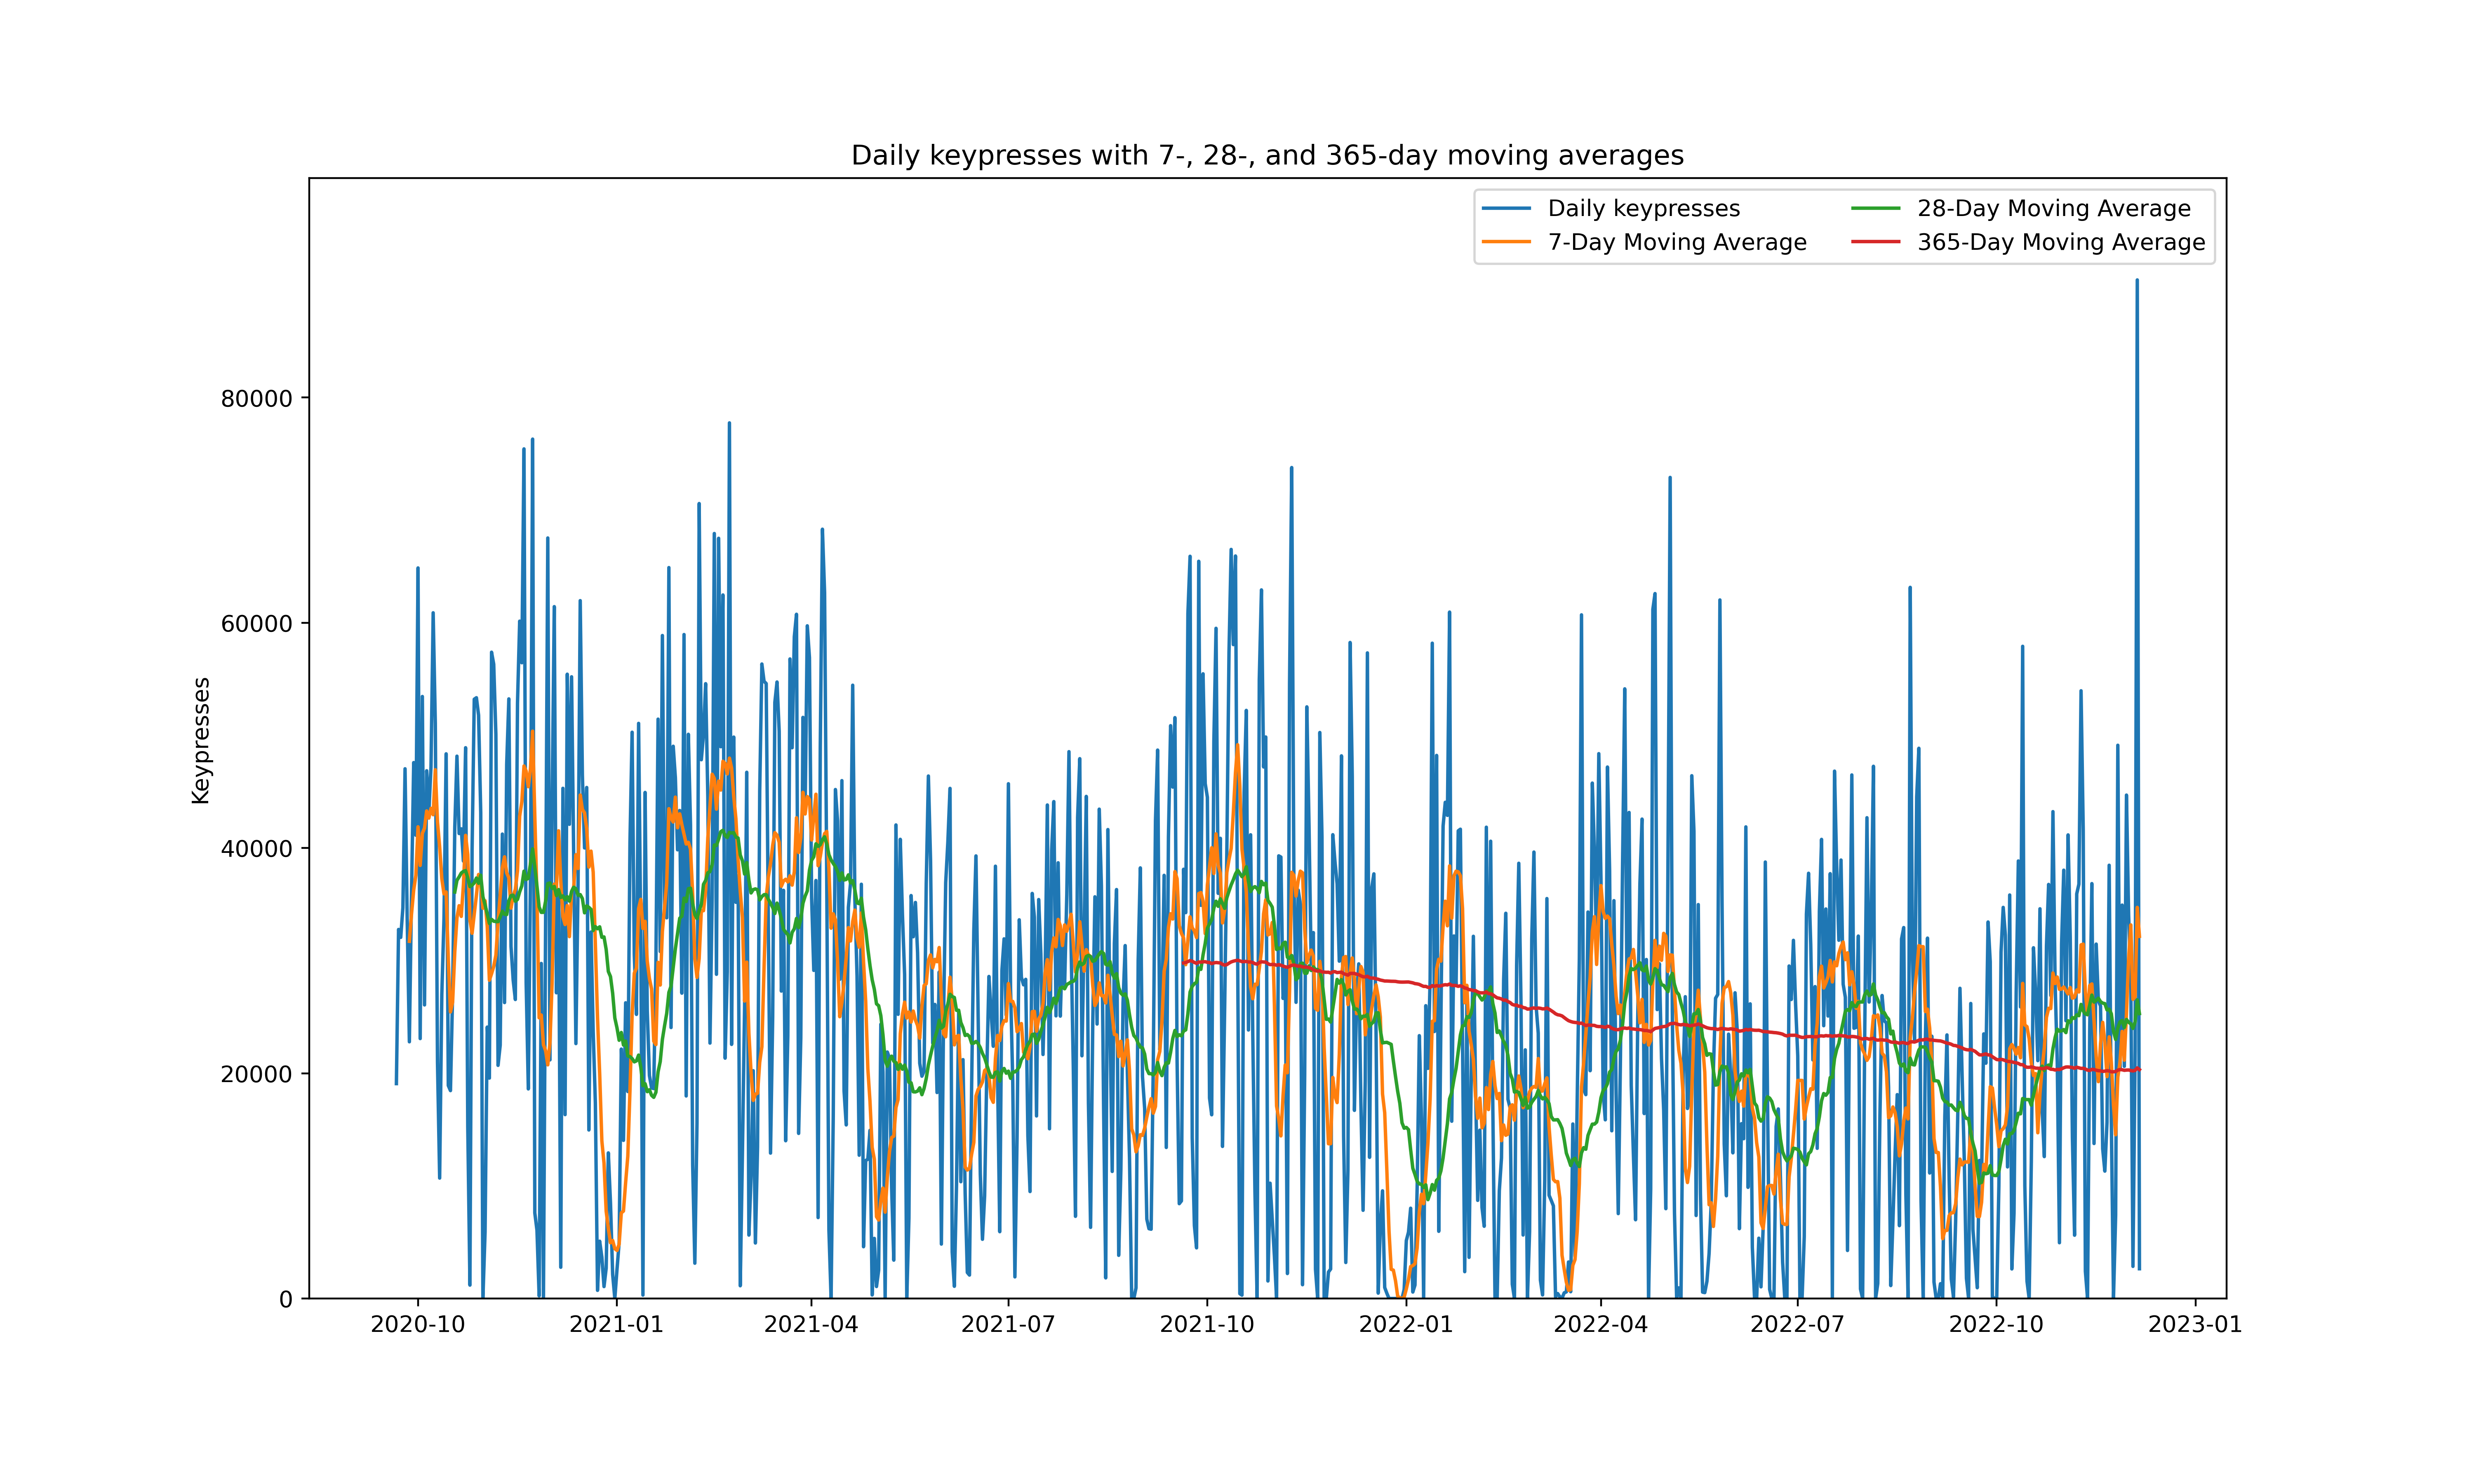 Daily keypresses with 7-, 28-, and 365-day moving averages
Daily keypresses
7-Day Moving Average
28-Day Moving Average
365-Day Moving Average
Keypresses
80000
60000
40000
20000
0
2020-10
2021-01
2021-04
2021-07
2021-10
2022-01
2022-04
2022-07
2022-10
2023-01